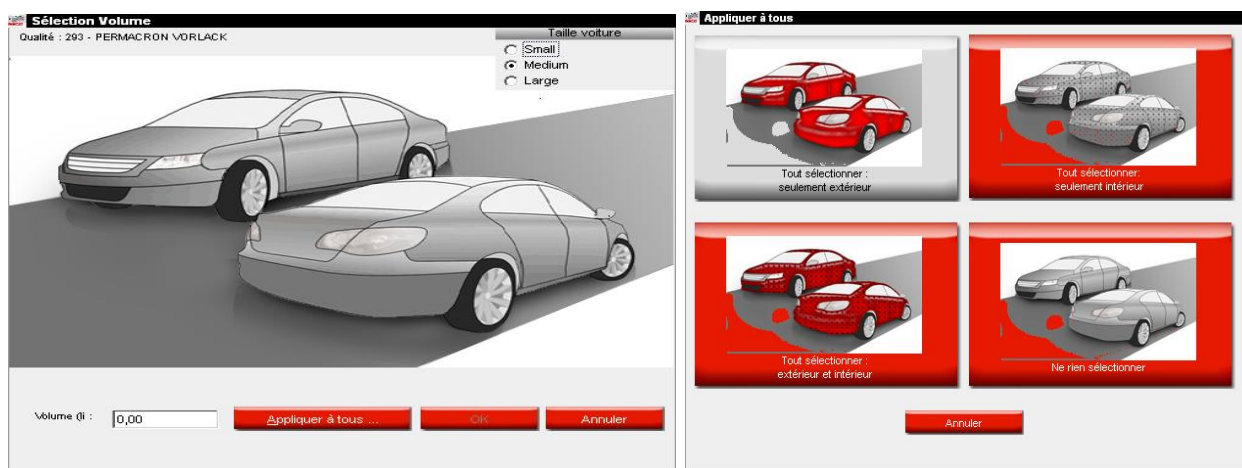 Sélection Volume
Qualité : 293 - PERMACRON VORLACK
Taille voiture
Small
Medium
Large
Volume (li :
0,00
Appliquer à tous ...
OK
Annuler
Appliquer à tous
Tout sélectionner :
seulement extérieur
Tout sélectionner:
seulement intérieur
Tout sélectionner :
extérieur et intérieur
Ne rien sélectionner
Annuler